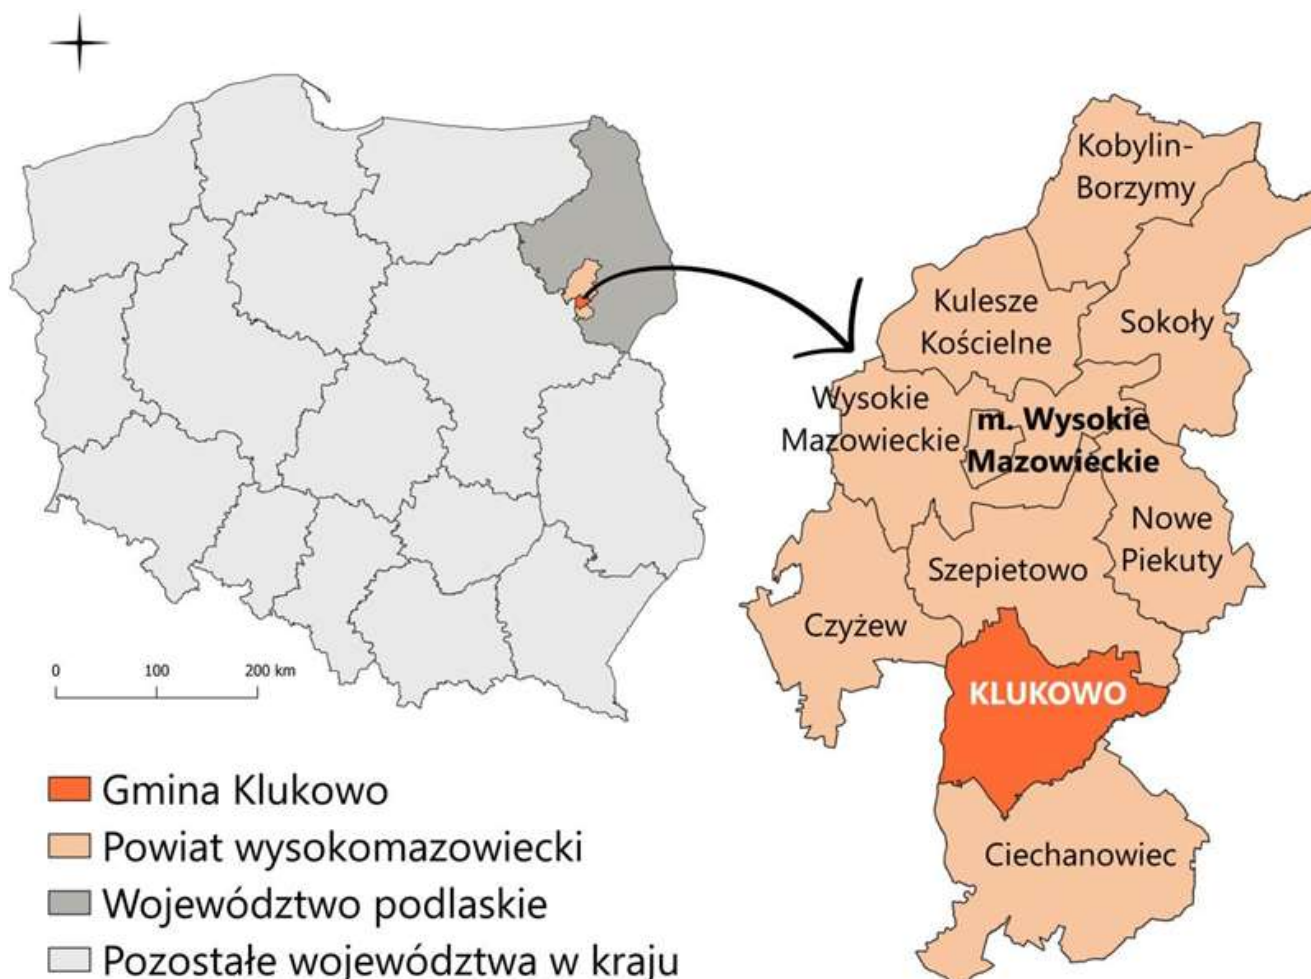 Kobylin-
Borzymy
Kulesze
Kościelne
Sokoły
Wysokie
Mazowieckie
m. Wysokie
Mazowieckie
Nowe
Piekuty
Szepietowo
Czyżew
KLUKOWO
Ciechanowiec
0 100 200 km
Gmina Klukowo
Powiat wysokomazowiecki
Województwo podlaskie
Pozostałe województwa w kraju